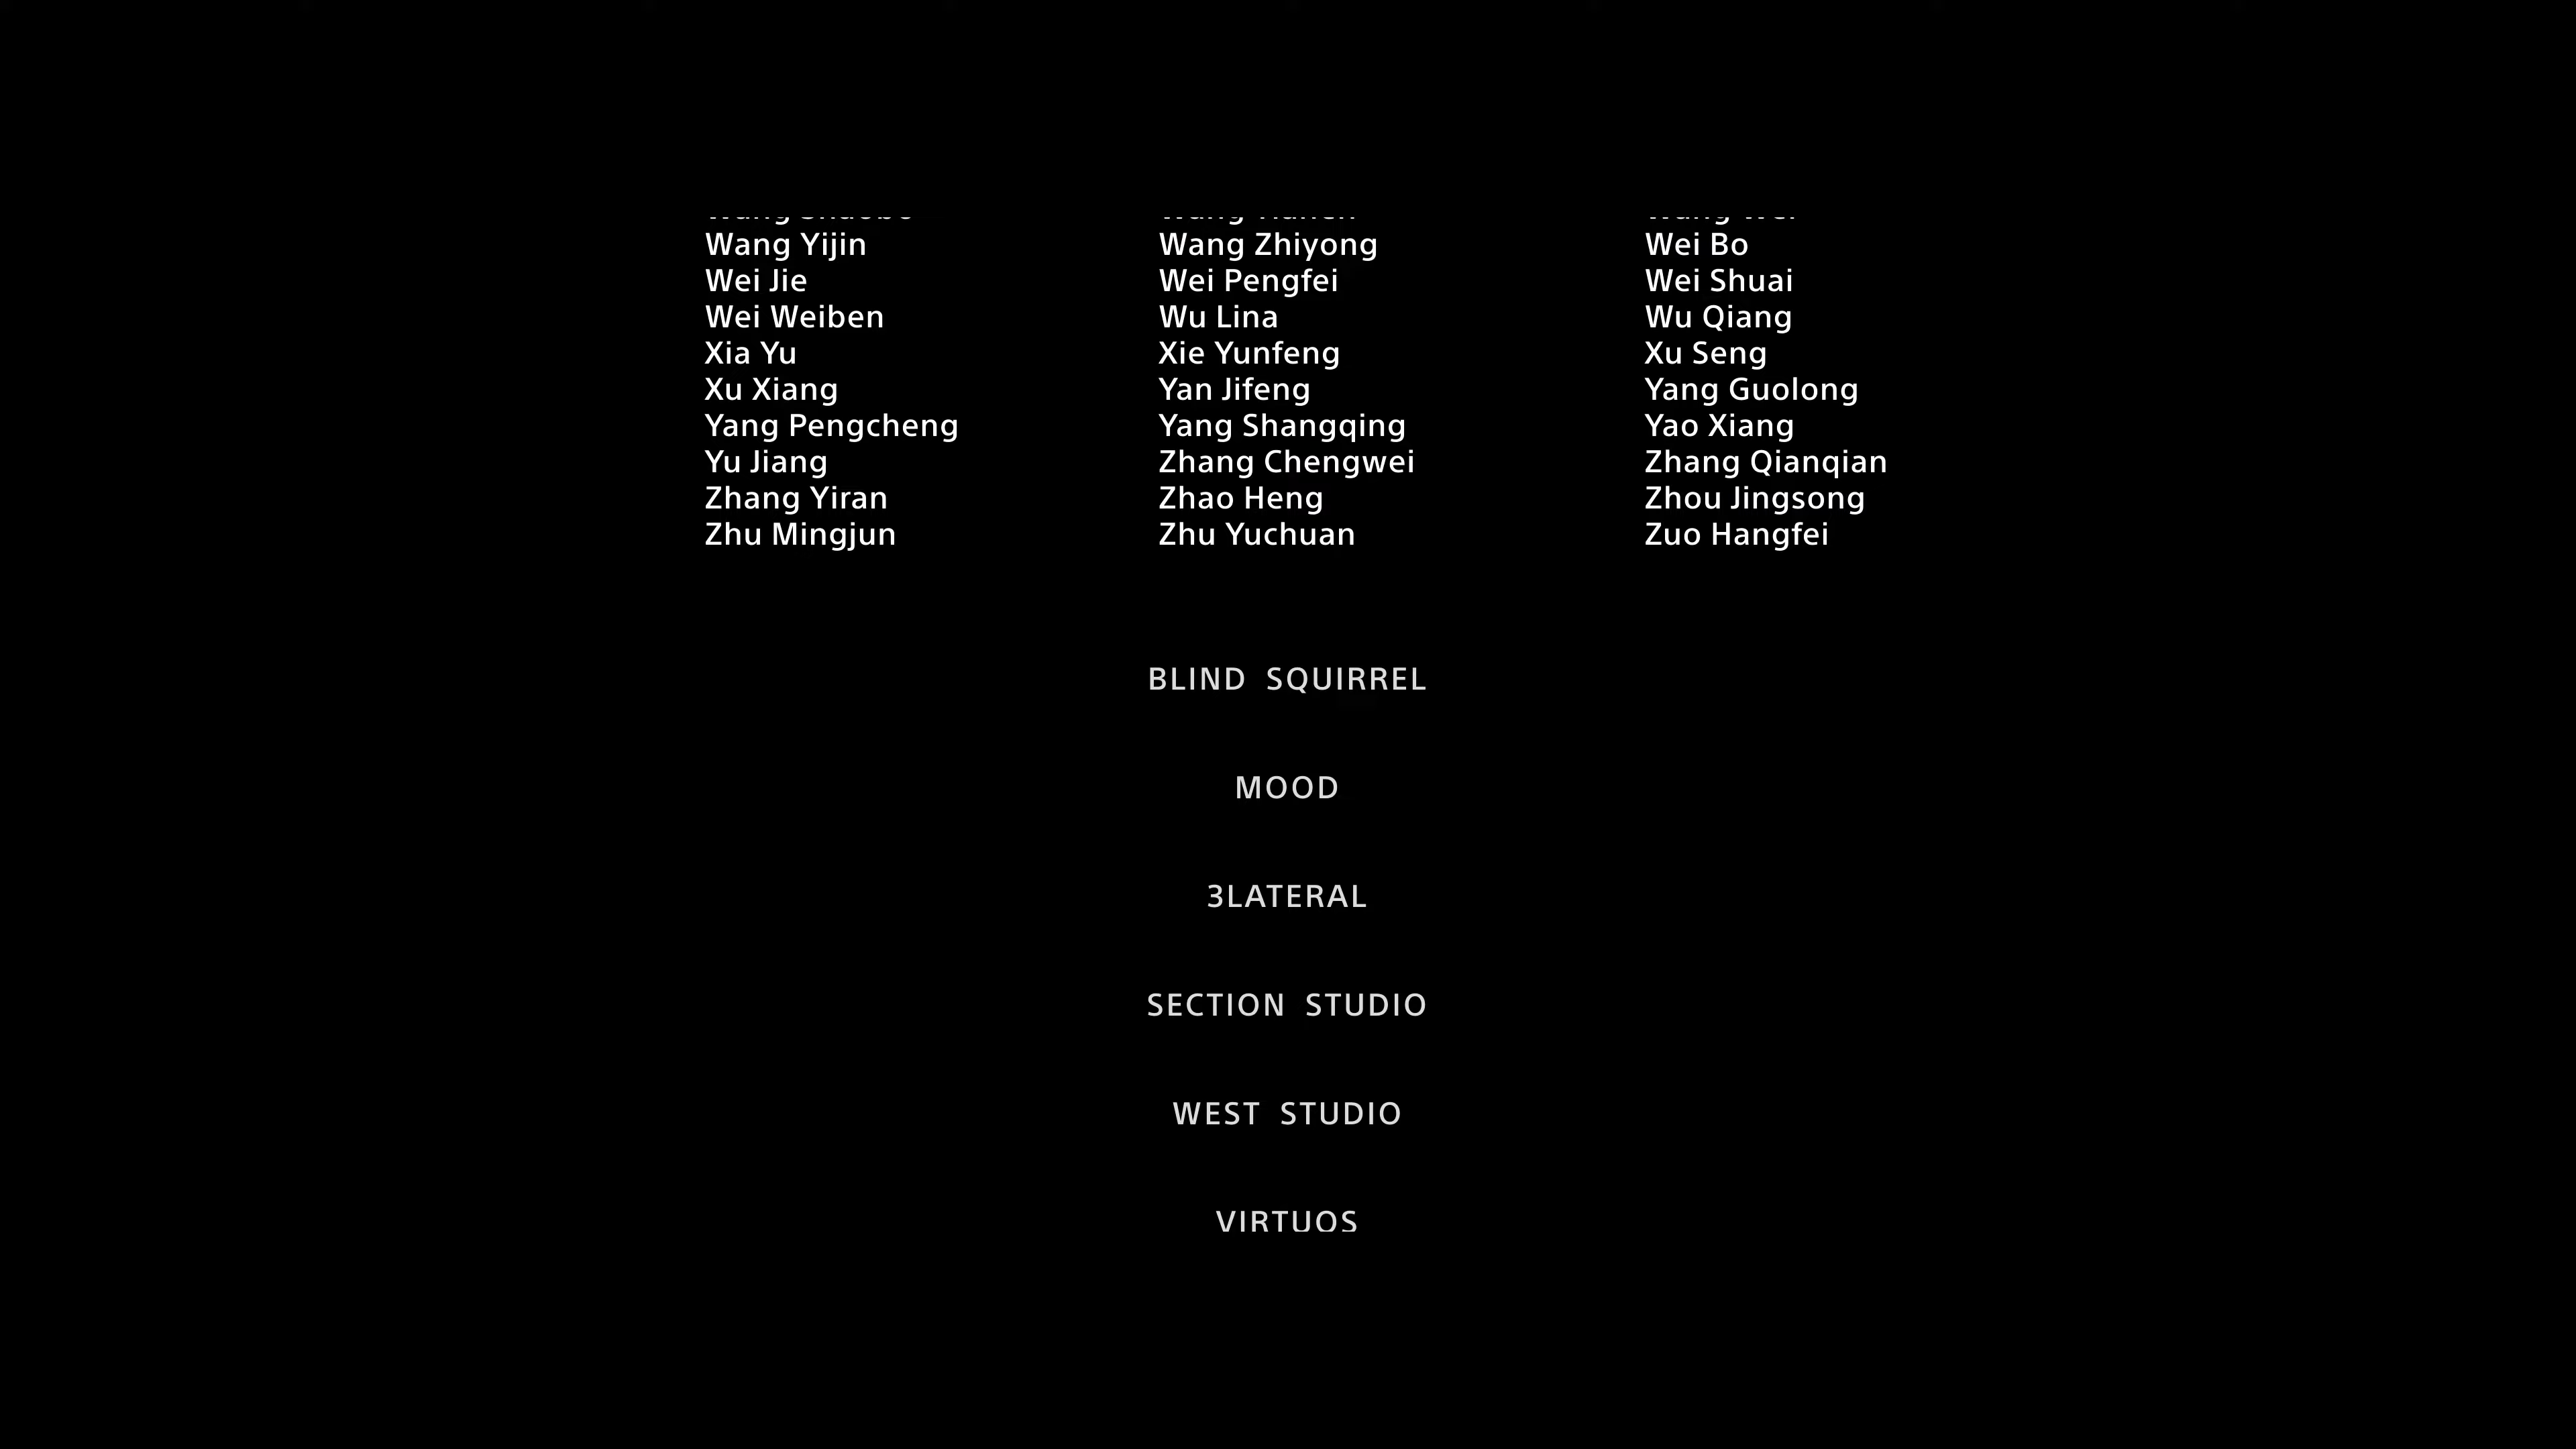 Wang Yijin Wang Zhiyong Wei Bo
Wei Jie Wei Pengfei Wei Shuai
Wei Weiben Wu Lina Wu Qiang
Xia Yu Xie Yunfeng Xu Seng
Xu Xiang Yan Jifeng Yang Guolong
Yang Pengcheng Yang Shangqing Yao Xiang
Yu Jiang Zhang Chengwei Zhang Qianqian
Zhang Yiran Zhao Heng Zhou Jingsong
Zhu Mingjun Zhu Yuchuan Zuo Hangfei
BLIND SQUIRREL
MOOD
3LATERAL
SECTION STUDIO
WEST STUDIO
VIRTUOS